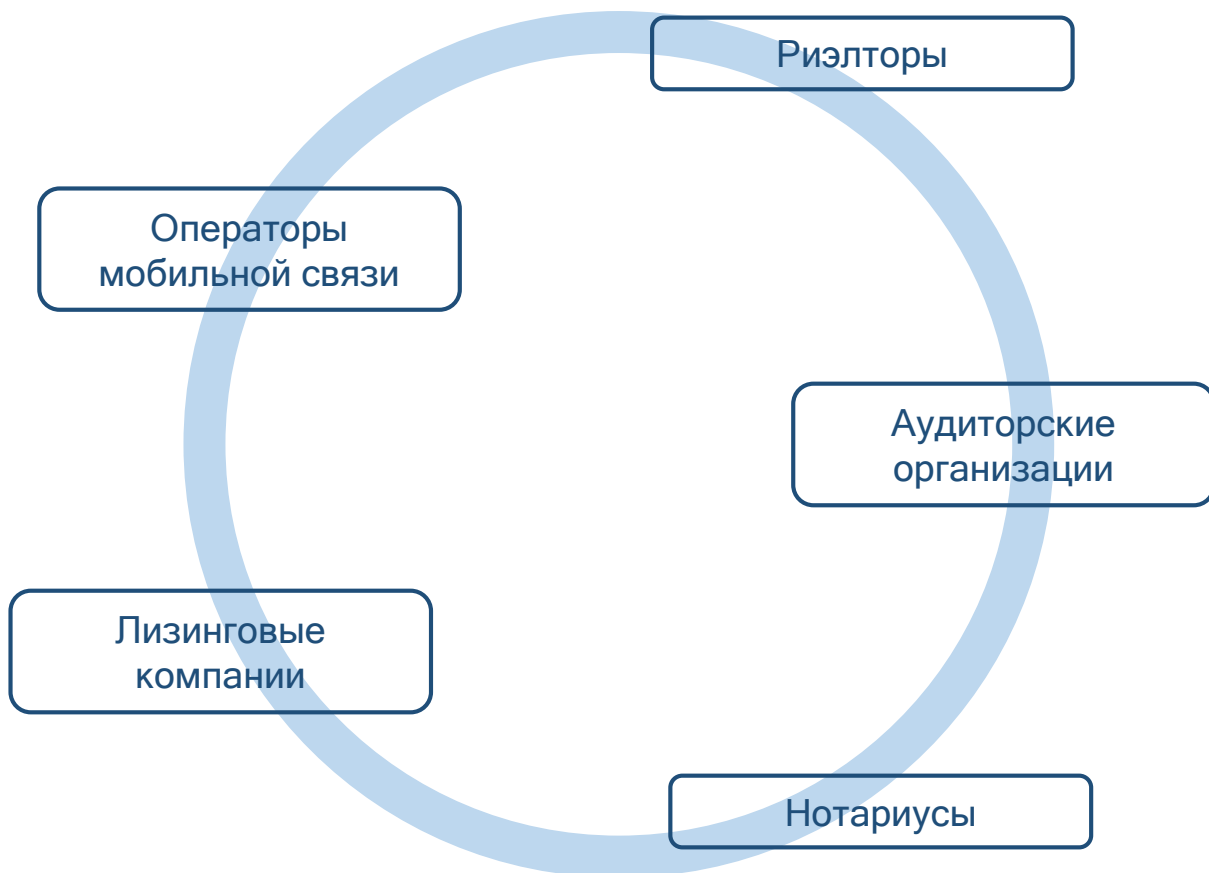 Риэлторы
Операторы
мобильной связи
Аудиторские
организации
Лизинговые
компании
Нотариусы